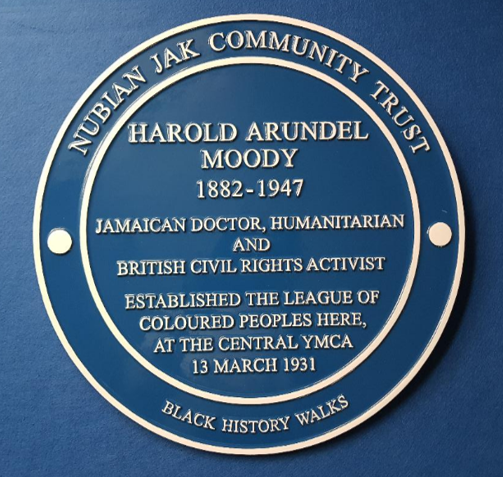 NUBIAN JAK COMMUNITY TRUST
HAROLD ARUNDEL
MOODY
1882-1947
JAMAICAN DOCTOR, HUMANITARIAN
AND
BRITISH CIVIL RIGHTS ACTIVIST
ESTABLISHED THE LEAGUE OF
COLOURED PEOPLES HERE,
AT THE CENTRAL YMCA
13 MARCH 1931
BLACK HISTORY WALKS